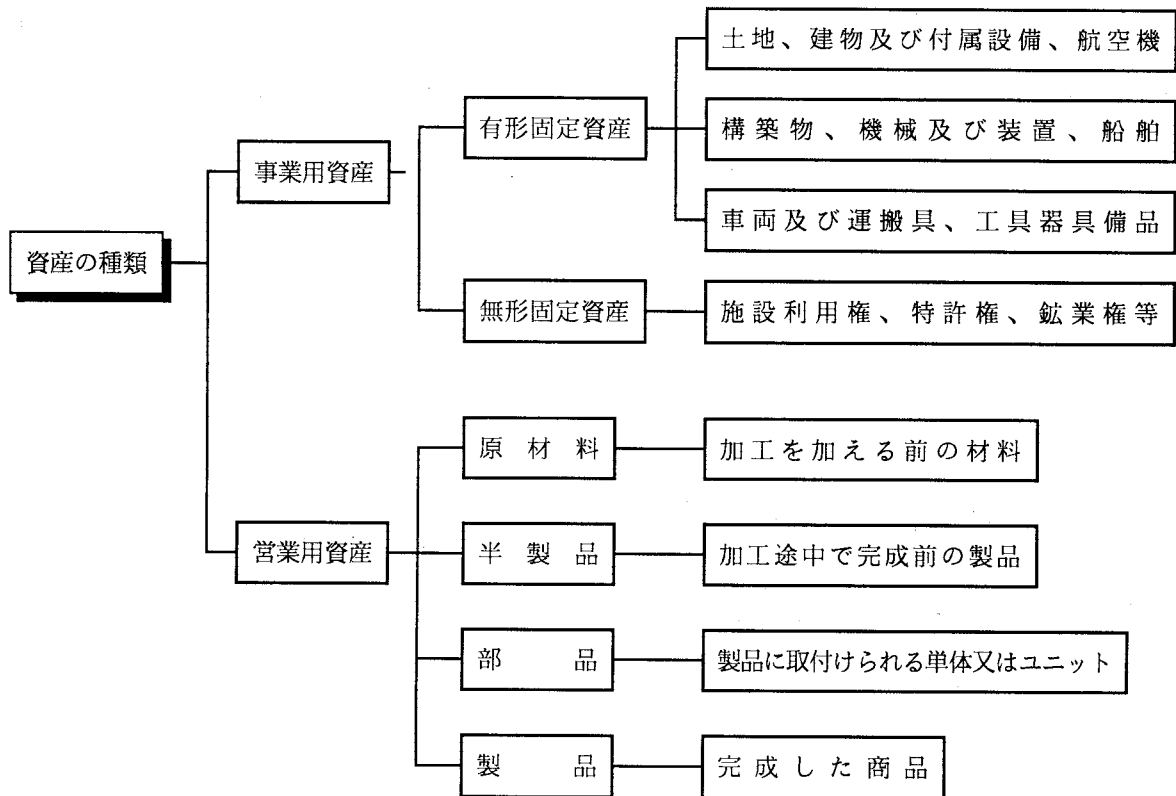 資産の種類
事業用資産
有形固定資産
土地、建物及び付属設備、航空機
構築物、機械及び装置、船舶
車両及び運搬具、工具器具備品
無形固定資産
施設利用権、特許権、鉱業権等
営業用資産
原材料
加工を加える前の材料
半製品
加工途中で完成前の製品
部品
製品に取付けられる単体又はユニット
製品
完成した商品